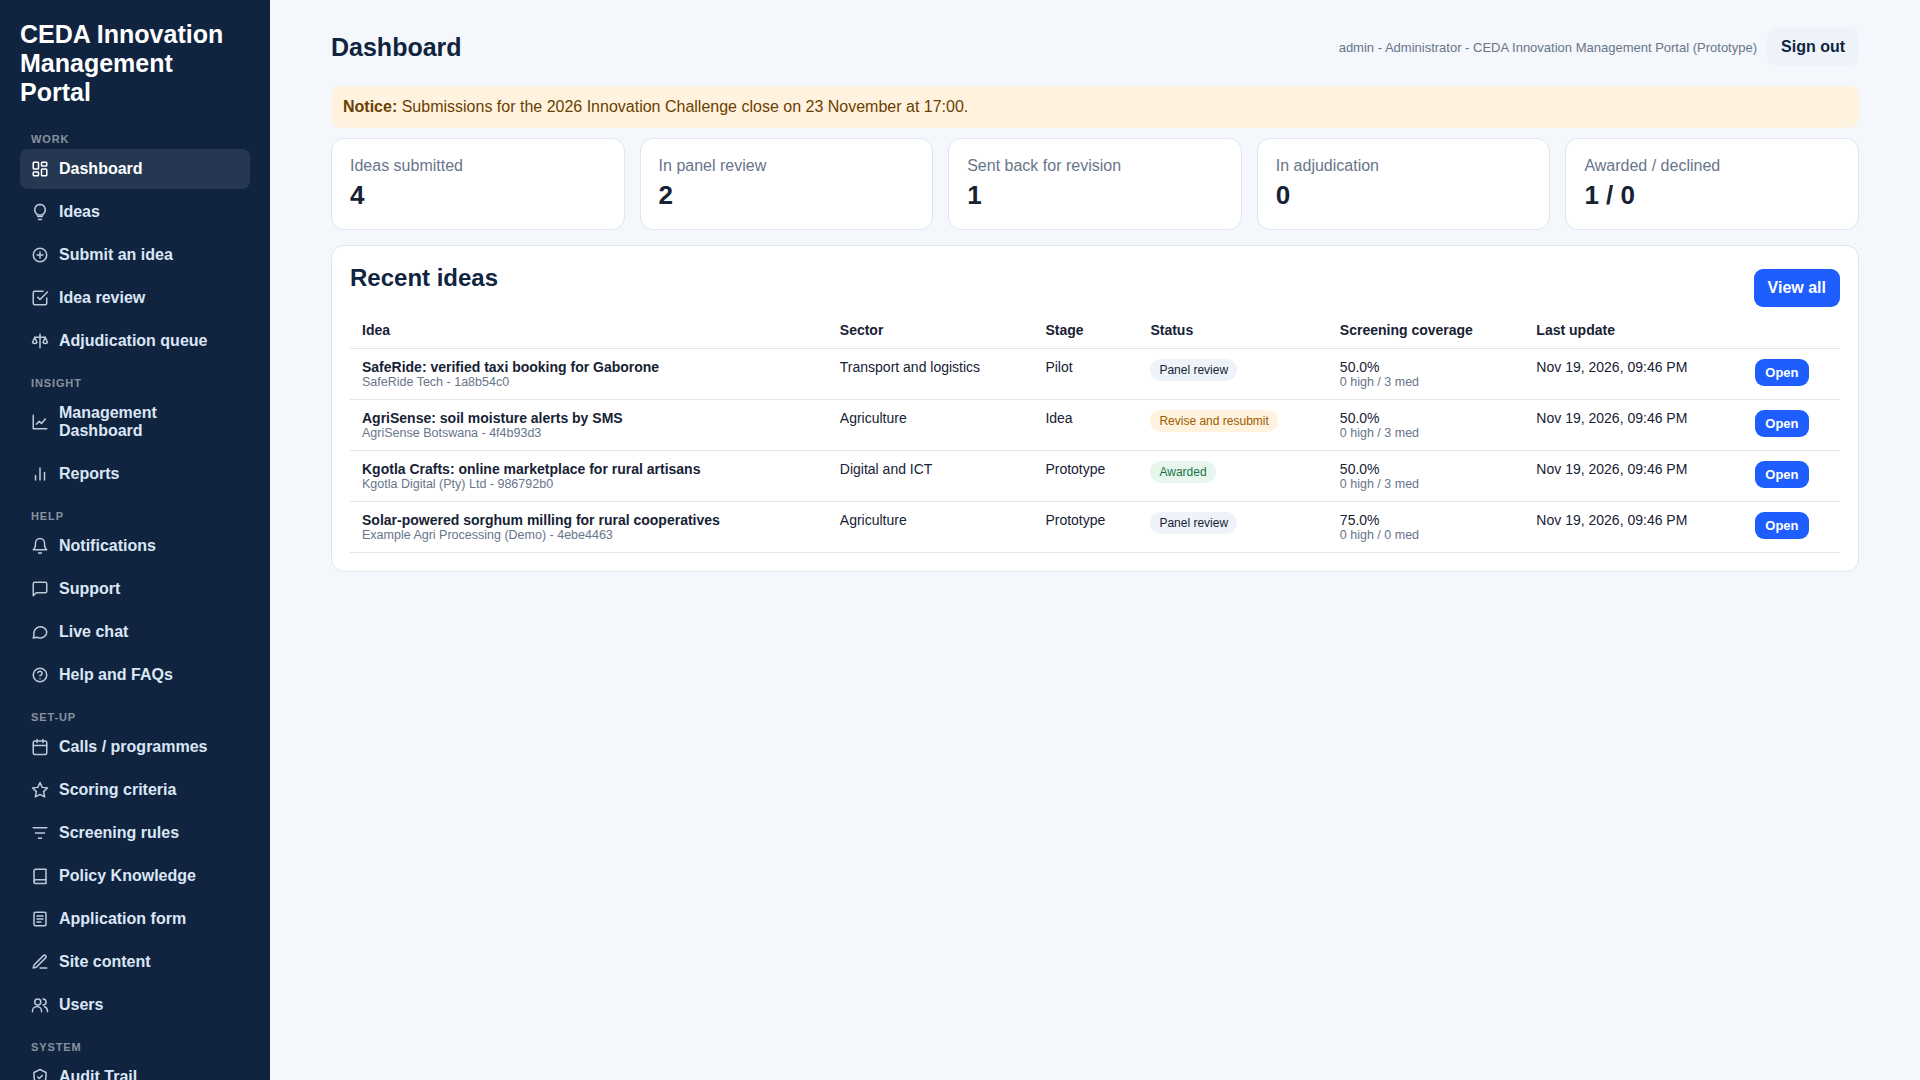 CEDA Innovation
Management
Portal
WORK
Dashboard
Ideas
Submit an idea
Idea review
Adjudication queue
INSIGHT
Management
Dashboard
Reports
HELP
Notifications
Support
Live chat
Help and FAQs
SET-UP
Calls / programmes
Scoring criteria
Screening rules
Policy Knowledge
Application form
Site content
Users
SYSTEM
Audit Trail
Dashboard
admin - Administrator - CEDA Innovation Management Portal (Prototype) Sign out
Notice: Submissions for the 2026 Innovation Challenge close on 23 November at 17:00.
Ideas submitted
4
In panel review
2
Sent back for revision
1
In adjudication
0
Awarded / declined
1 / 0
Recent ideas
View all
Idea Sector Stage Status Screening coverage Last update
SafeRide: verified taxi booking for Gaborone Transport and logistics Pilot Panel review 50.0% Nov 19, 2026, 09:46 PM Open
SafeRide Tech - 1a8b54c0 0 high / 3 med
AgriSense: soil moisture alerts by SMS Agriculture Idea Revise and resubmit 50.0% Nov 19, 2026, 09:46 PM Open
AgriSense Botswana - 4f4b93d3 0 high / 3 med
Kgotla Crafts: online marketplace for rural artisans Digital and ICT Prototype Awarded 50.0% Nov 19, 2026, 09:46 PM Open
Kgotla Digital (Pty) Ltd - 986792b0 0 high / 3 med
Solar-powered sorghum milling for rural cooperatives Agriculture Prototype Panel review 75.0% Nov 19, 2026, 09:46 PM Open
Example Agri Processing (Demo) - 4ebe4463 0 high / 0 med